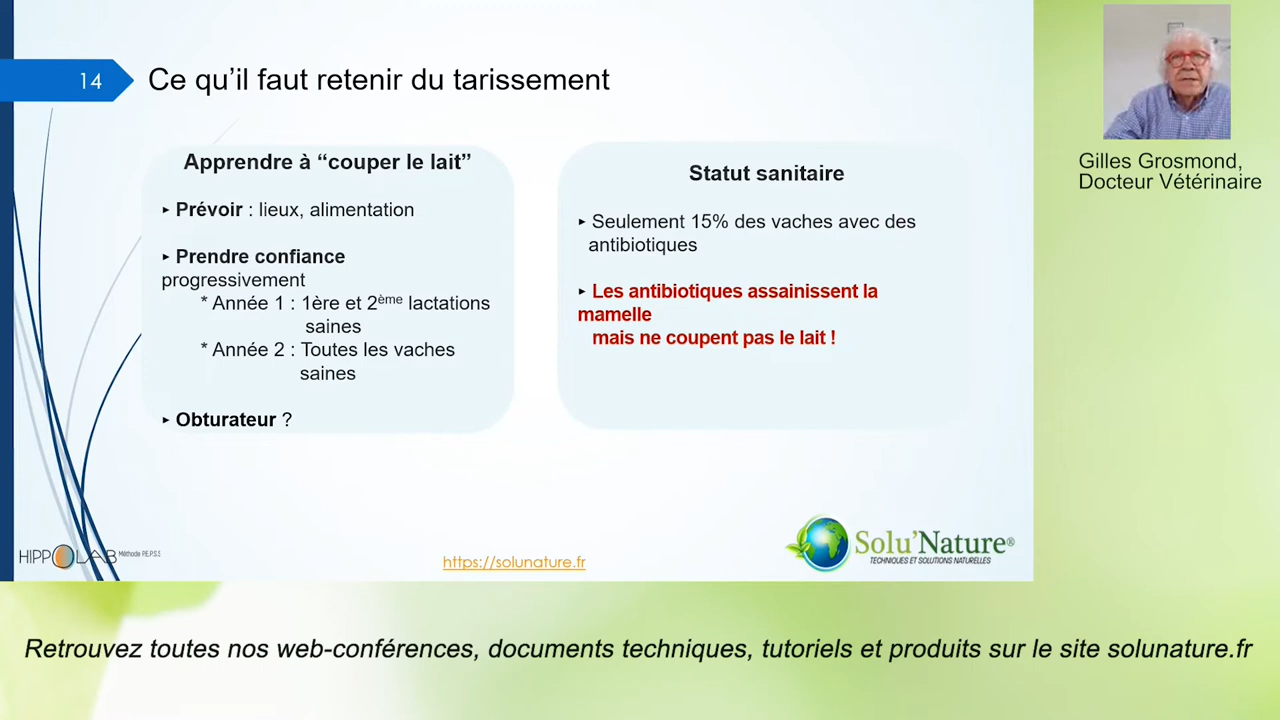 14
Ce qu’il faut retenir du tarissement
Apprendre à “couper le lait”
▸ Prévoir : lieux, alimentation
▸ Prendre confiance
progressivement
* Année 1 : 1ère et 2ème lactations
saines
* Année 2 : Toutes les vaches
saines
▸ Obturateur ?
Statut sanitaire
▸ Seulement 15% des vaches avec des
antibiotiques
▸ Les antibiotiques assainissent la
mamelle
mais ne coupent pas le lait !
Gilles Grosmond,
Docteur Vétérinaire
HIPPOLAB Méthode P.E.P.S.S
https://solunature.fr
Solu’Nature®
TECHNIQUES ET SOLUTIONS NATURELLES
Retrouvez toutes nos web-conférences, documents techniques, tutoriels et produits sur le site solunature.fr